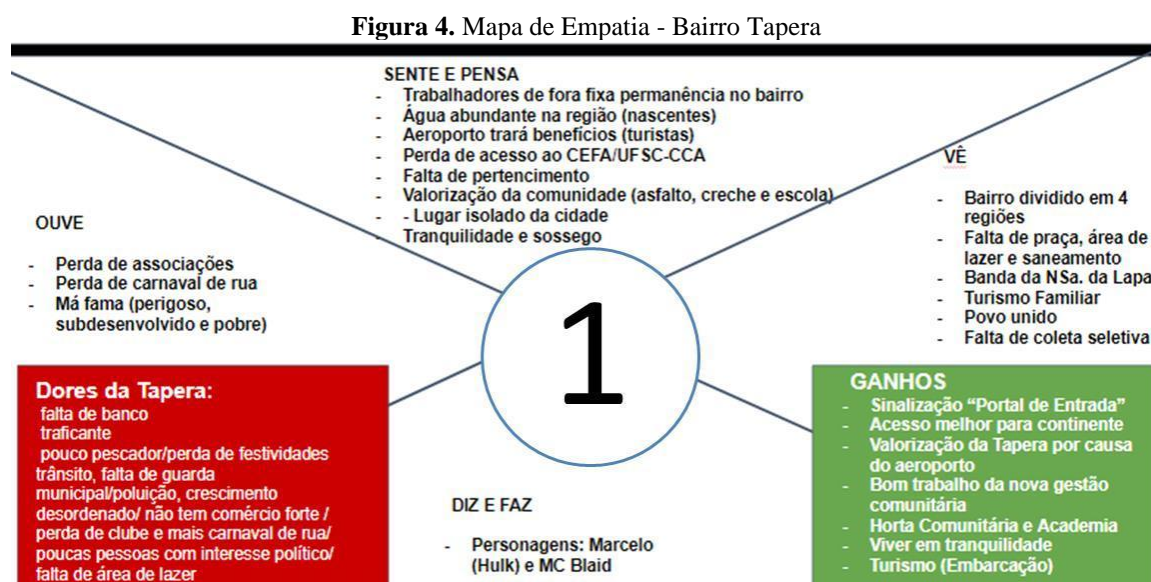 Figura 4. Mapa de Empatia - Bairro Tapera
SENTE E PENSA
- Trabalhadores de fora fixa permanência no bairro
- Água abundante na região (nascentes)
- Aeroporto trará benefícios (turistas)
- Perda de acesso ao CEFA/UFSC-CCA
- Falta de pertencimento
- Valorização da comunidade (asfalto, creche e escola)
- - Lugar isolado da cidade
- Tranquilidade e sossego
OUVE
- Perda de associações
- Perda de carnaval de rua
- Má fama (perigoso,
subdesenvolvido e pobre)
VÊ
- Bairro dividido em 4
regiões
- Falta de praça, área de
lazer e saneamento
- Banda da NSa. da Lapa
- Turismo Familiar
- Povo unido
- Falta de coleta seletiva
1
Dores da Tapera:
falta de banco
traficante
pouco pescador/perda de festividades
trânsito, falta de guarda
municipal/poluição, crescimento
desordenado/ não tem comércio forte /
perda de clube e mais carnaval de rua/
poucas pessoas com interesse político/
falta de área de lazer
DIZ E FAZ
- Personagens: Marcelo
(Hulk) e MC Blaid
GANHOS
- Sinalização “Portal de Entrada”
- Acesso melhor para continente
- Valorização da Tapera por causa
do aeroporto
- Bom trabalho da nova gestão
comunitária
- Horta Comunitária e Academia
- Viver em tranquilidade
- Turismo (Embarcação)